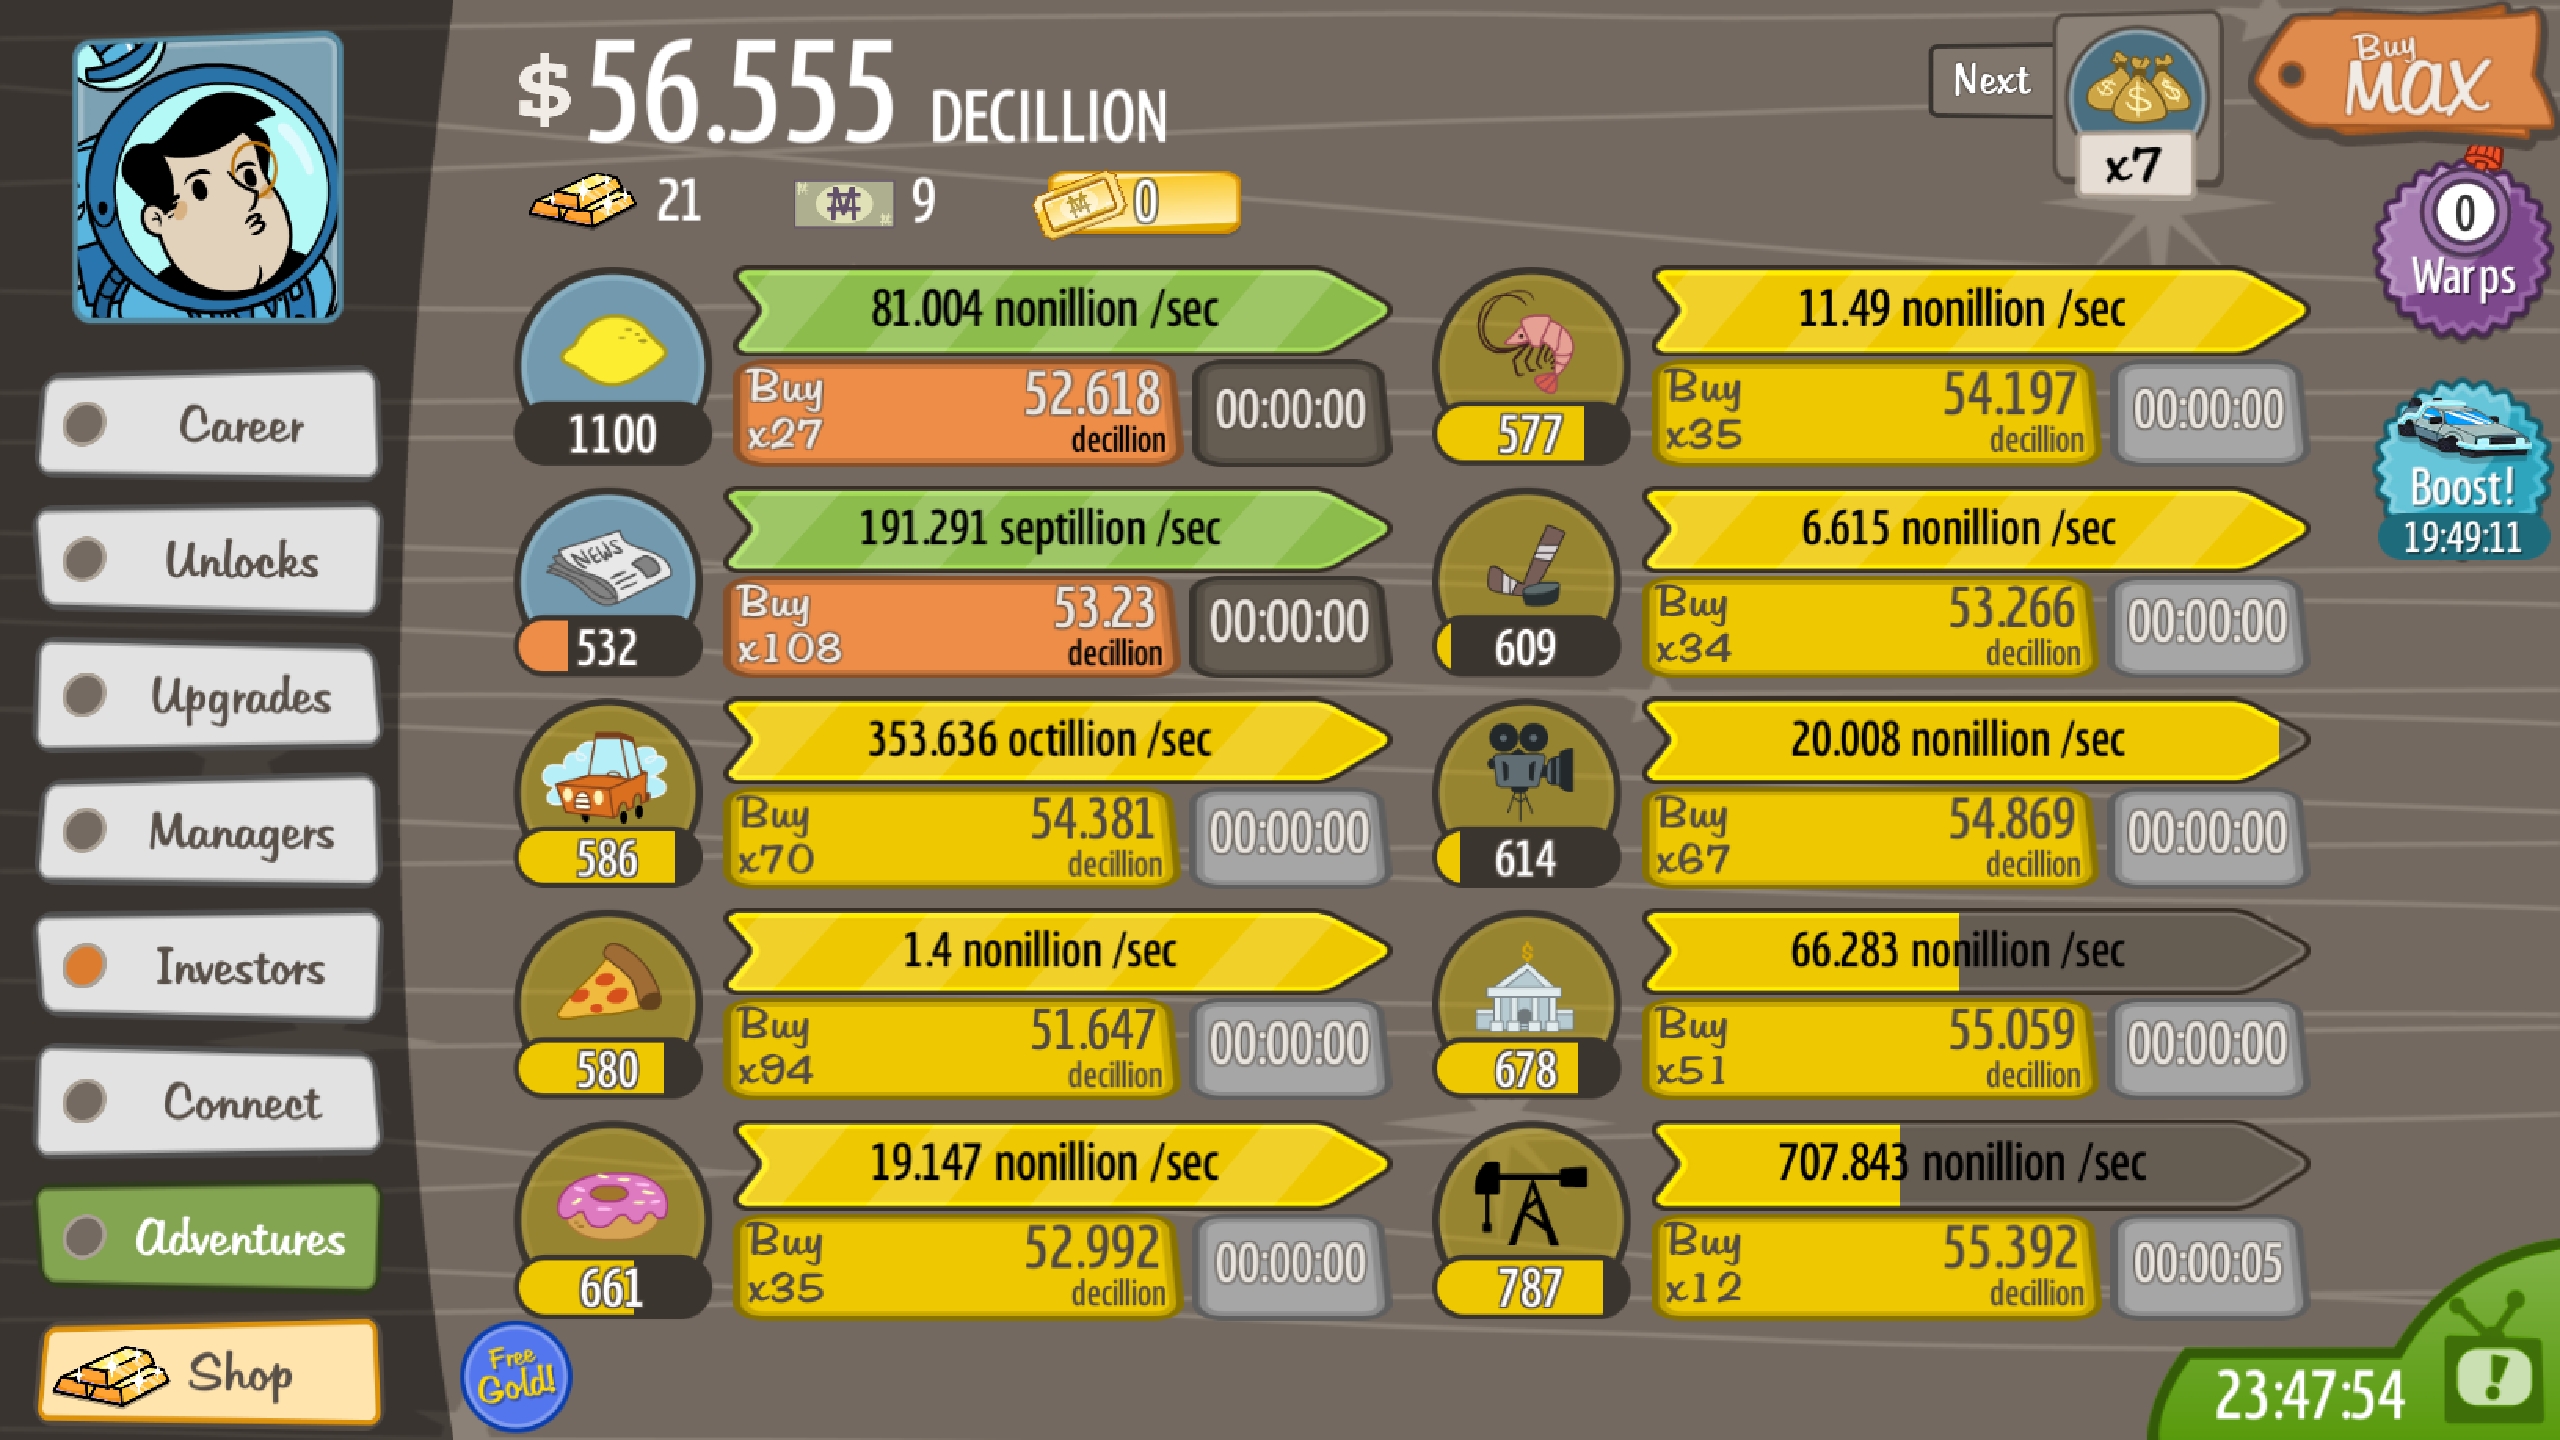 $56.555 DECILLION
21
9
0
Next
x7
Buy
MAX
0
Warps
Boost!
19:49:11
Career
Unlocks
Upgrades
Managers
Investors
Connect
Adventures
Shop
81.004 nonillion /sec
1100
Buy
x27
52.618
decillion
00:00:00
NEWS
191.291 septillion /sec
532
Buy
x108
53.23
decillion
00:00:00
353.636 octillion /sec
586
Buy
x70
54.381
decillion
00:00:00
1.4 nonillion /sec
580
Buy
x94
51.647
decillion
00:00:00
19.147 nonillion /sec
661
Buy
x35
52.992
decillion
00:00:00
11.49 nonillion /sec
577
Buy
x35
54.197
decillion
00:00:00
6.615 nonillion /sec
609
Buy
x34
53.266
decillion
00:00:00
20.008 nonillion /sec
614
Buy
x67
54.869
decillion
00:00:00
66.283 nonillion /sec
678
Buy
x51
55.059
decillion
00:00:00
707.843 nonillion /sec
787
Buy
x12
55.392
decillion
00:00:05
Free
Gold!
23:47:54